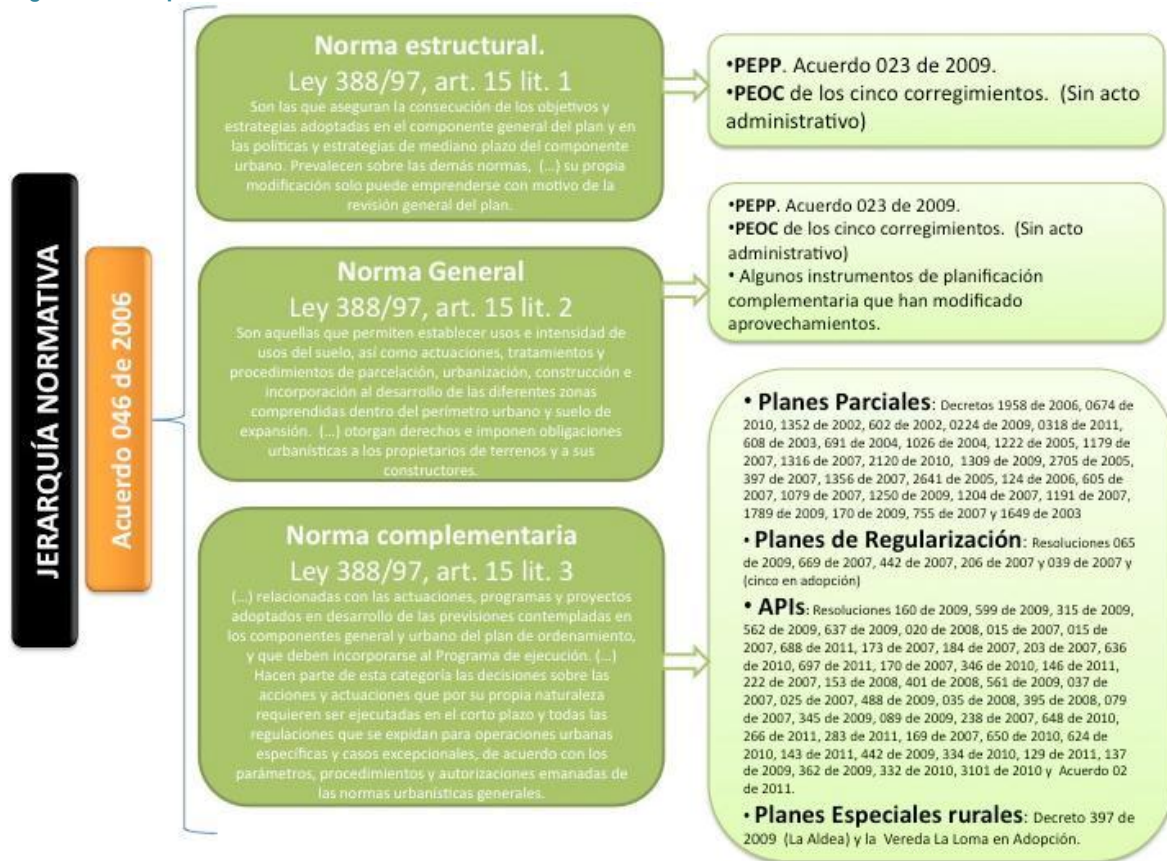 JERARQUÍA NORMATIVA
Acuerdo 046 de 2006
Norma estructural.
Ley 388/97, art. 15 lit. 1
Son las que aseguran la consecución de los objetivos y
estrategias adoptadas en el componente general del plan y en
las políticas y estrategias de mediano plazo del componente
urbano. Prevalecen sobre las demás normas, (...) su propia
modificación solo puede emprenderse con motivo de la
revisión general del plan.
•PEPP. Acuerdo 023 de 2009.
•PEOC de los cinco corregimientos. (Sin acto
administrativo)
Norma General
Ley 388/97, art. 15 lit. 2
Son aquellas que permiten establecer usos e intensidad de
usos del suelo, así como actuaciones, tratamientos y
procedimientos de parcelación, urbanización, construcción e
incorporación al desarrollo de las diferentes zonas
comprendidas dentro del perímetro urbano y suelo de
expansión. (...) otorgan derechos e imponen obligaciones
urbanísticas a los propietarios de terrenos y a sus
constructores.
•PEPP. Acuerdo 023 de 2009.
•PEOC de los cinco corregimientos. (Sin acto
administrativo)
• Algunos instrumentos de planificación
complementaria que han modificado
aprovechamientos.
Norma complementaria
Ley 388/97, art. 15 lit. 3
(...) relacionadas con las actuaciones, programas y proyectos
adoptados en desarrollo de las previsiones contempladas en
los componentes general y urbano del plan de ordenamiento,
y que deben incorporarse al Programa de ejecución. (...)
Hacen parte de esta categoría las decisiones sobre las
acciones y actuaciones que por su propia naturaleza
requieren ser ejecutadas en el corto plazo y todas las
regulaciones que se expidan para operaciones urbanas
específicas y casos excepcionales, de acuerdo con los
parámetros, procedimientos y autorizaciones emanadas de
las normas urbanísticas generales.
• Planes Parciales: Decretos 1958 de 2006, 0674 de
2010, 1352 de 2002, 602 de 2002, 0224 de 2009, 0318 de 2011,
608 de 2003, 691 de 2004, 1026 de 2004, 1222 de 2005, 1179 de
2007, 1316 de 2007, 2120 de 2010, 1309 de 2009, 2705 de 2005,
397 de 2007, 1356 de 2007, 2641 de 2005, 124 de 2006, 605 de
2007, 1079 de 2007, 1250 de 2009, 1204 de 2007, 1191 de 2007,
1789 de 2009, 170 de 2009, 755 de 2007 y 1649 de 2003
• Planes de Regularización: Resoluciones 065
de 2009, 669 de 2007, 442 de 2007, 206 de 2007 y 039 de 2007 y
(cinco en adopción)
• APIs: Resoluciones 160 de 2009, 599 de 2009, 315 de 2009,
562 de 2009, 637 de 2009, 020 de 2008, 015 de 2007, 015 de
2007, 688 de 2011, 173 de 2007, 184 de 2007, 203 de 2007, 636
de 2010, 697 de 2011, 170 de 2007, 346 de 2010, 146 de 2011,
222 de 2007, 153 de 2008, 401 de 2008, 561 de 2009, 037 de
2007, 025 de 2007, 488 de 2009, 035 de 2008, 395 de 2008, 079
de 2007, 345 de 2009, 089 de 2009, 238 de 2007, 648 de 2010,
266 de 2011, 283 de 2011, 169 de 2007, 650 de 2010, 624 de
2010, 143 de 2011, 442 de 2009, 334 de 2010, 129 de 2011, 137
de 2009, 362 de 2009, 332 de 2010, 3101 de 2010 y Acuerdo 02
de 2011.
• Planes Especiales rurales: Decreto 397 de
2009 (La Aldea) y la Vereda La Loma en Adopción.